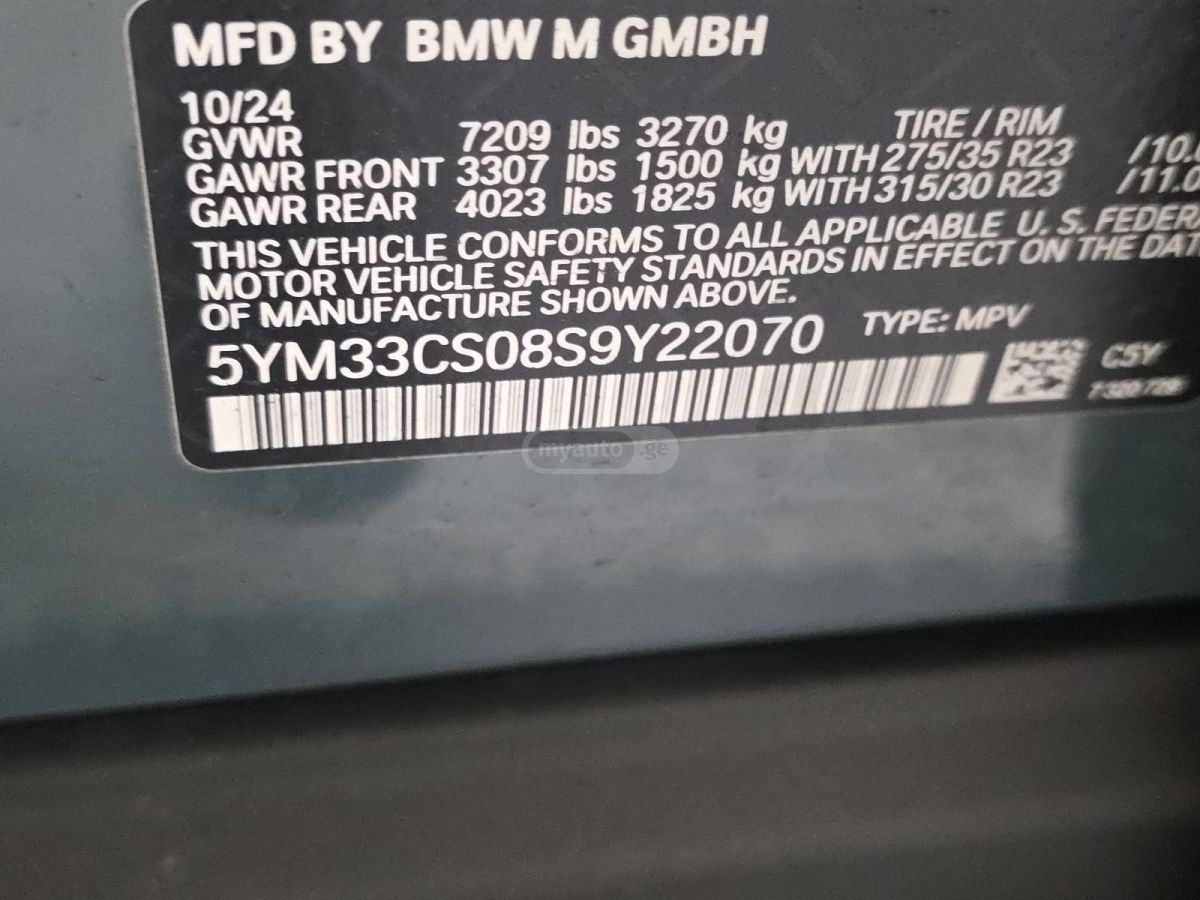 MFD BY BMW M GMBH
10/24
GVWR 7209 lbs 3270 kg TIRE / RIM
GAWR FRONT 3307 lbs 1500 kg WITH 275/35 R23 /10.
GAWR REAR 4023 lbs 1825 kg WITH 315/30 R23 /11.0
THIS VEHICLE CONFORMS TO ALL APPLICABLE U. S. FEDER
MOTOR VEHICLE SAFETY STANDARDS IN EFFECT ON THE DAT
OF MANUFACTURE SHOWN ABOVE.
5YM33CS08S9Y22070 TYPE: MPV
C5Y
myauto.ge